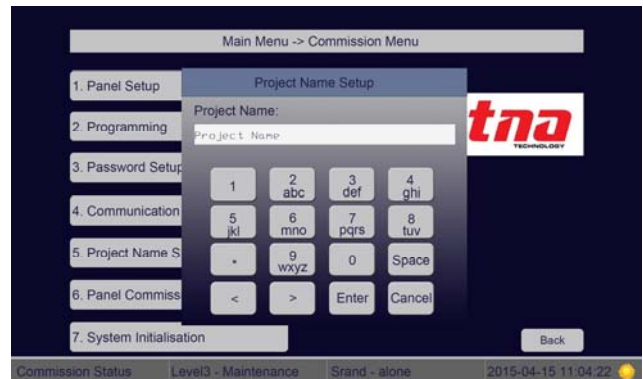 Main Menu -> Commission Menu
1. Panel Setup
2. Programming
3. Password Setup
4. Communication
5. Project Name S
6. Panel Commiss
7. System Initialisation
Project Name Setup
Project Name:
Project Name
1
2 abc
3 def
4 ghi
5 jkl
6 mno
7 pqrs
8 tuv
*
9 wxyz
0
Space
<
>
Enter
Cancel
tna
TECHNOLOGY
Back
Commission Status Level3 - Maintenance Srand - alone 2015-04-15 11:04:22